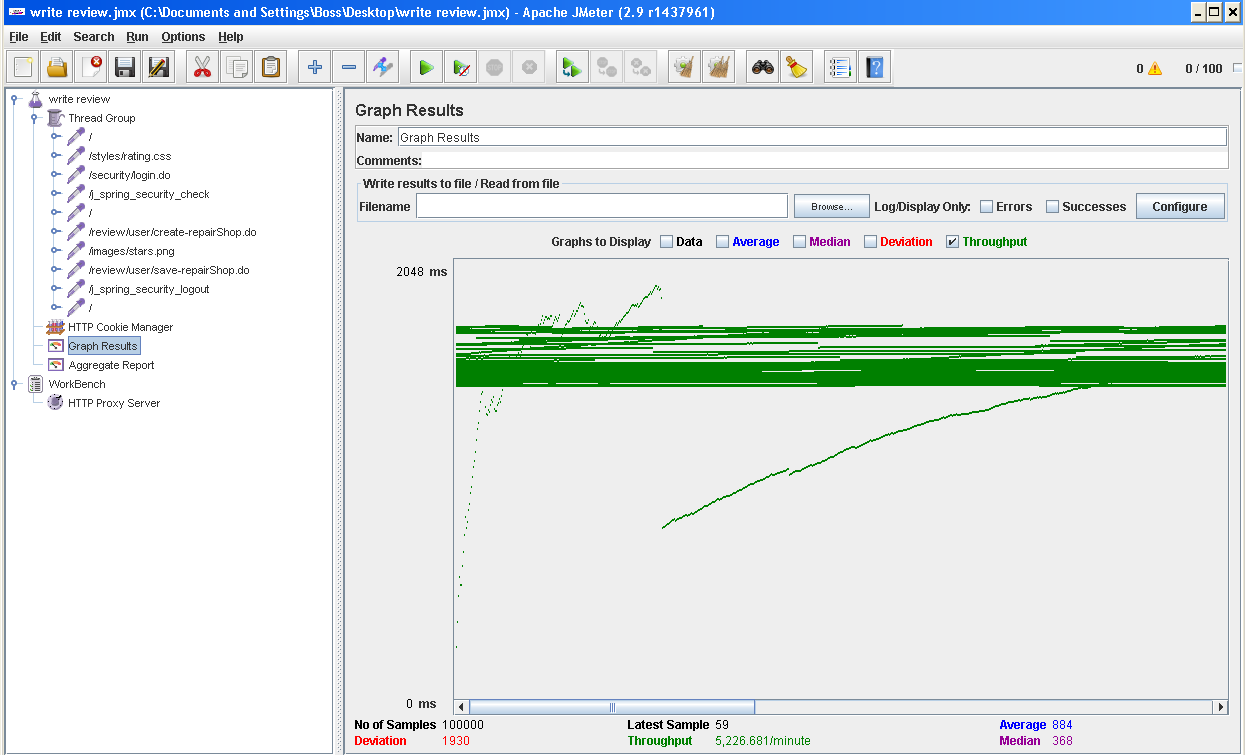 write review.jmx (C:\Documents and Settings\Boss\Desktop\write review.jmx) - Apache JMeter (2.9 r1437961)
File Edit Search Run Options Help
0 0 / 100
write review
Thread Group
/
/styles/rating.css
/security/login.do
/j_spring_security_check
/
/review/user/create-repairShop.do
/images/stars.png
/review/user/save-repairShop.do
/j_spring_security_logout
/
HTTP Cookie Manager
Graph Results
Aggregate Report
WorkBench
HTTP Proxy Server
Graph Results
Name: Graph Results
Comments:
Write results to file / Read from file
Filename Browse... Log/Display Only: Errors Successes Configure
Graphs to Display Data Average Median Deviation Throughput
2048 ms
0 ms
No of Samples 100000 Latest Sample 59 Average 884
Deviation 1930 Throughput 5,226.681/minute Median 368